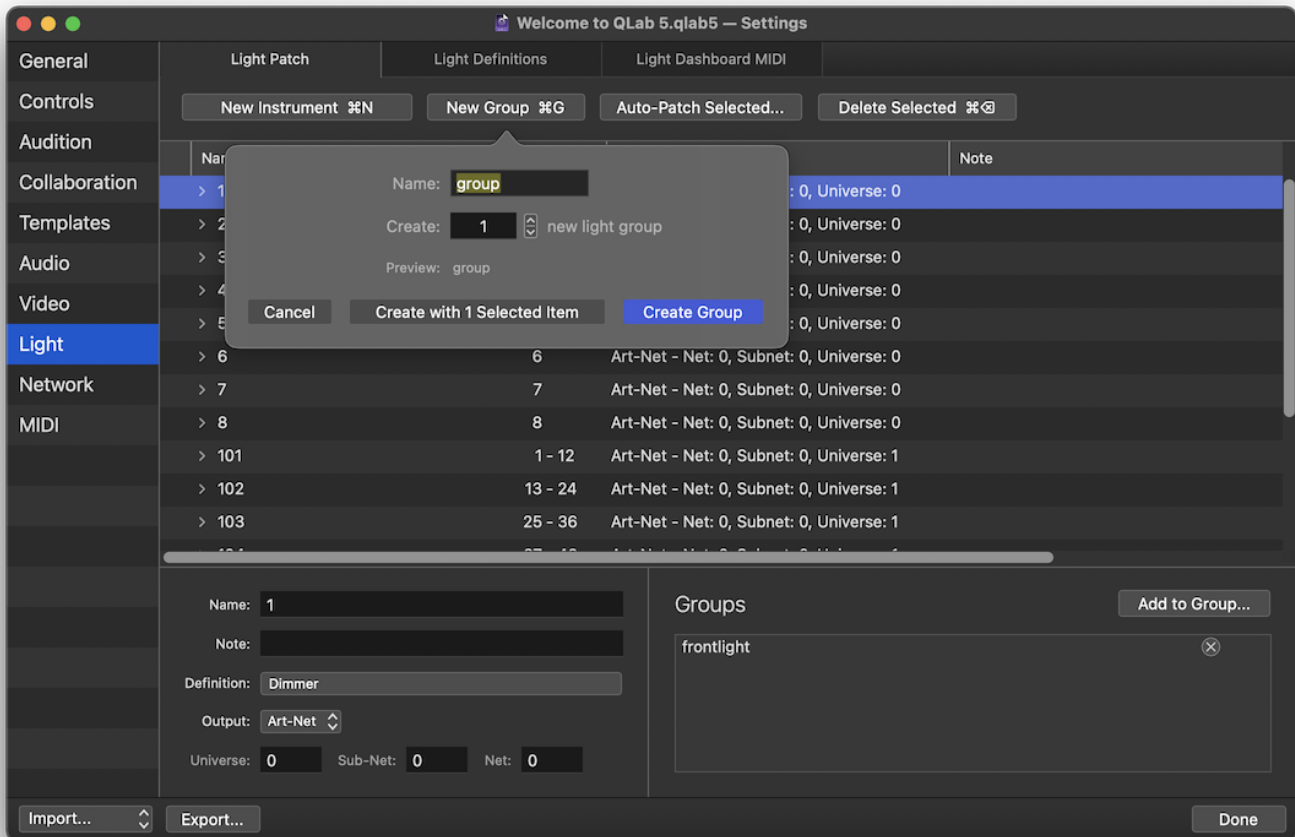 Welcome to QLab 5.qlab5 — Settings
General
Controls
Audition
Collaboration
Templates
Audio
Video
Light
Network
MIDI
Light Patch
Light Definitions
Light Dashboard MIDI
New Instrument ⌘N
New Group ⌘G
Auto-Patch Selected...
Delete Selected ⌘⌫
Note
Name: group
Create: 1 new light group
Preview: group
Cancel
Create with 1 Selected Item
Create Group
: 0, Universe: 0
: 0, Universe: 0
: 0, Universe: 0
: 0, Universe: 0
: 0, Universe: 0
6 6 Art-Net - Net: 0, Subnet: 0, Universe: 0
7 7 Art-Net - Net: 0, Subnet: 0, Universe: 0
8 8 Art-Net - Net: 0, Subnet: 0, Universe: 0
101 1 - 12 Art-Net - Net: 0, Subnet: 0, Universe: 1
102 13 - 24 Art-Net - Net: 0, Subnet: 0, Universe: 1
103 25 - 36 Art-Net - Net: 0, Subnet: 0, Universe: 1
Name: 1
Note:
Definition: Dimmer
Output: Art-Net
Universe: 0 Sub-Net: 0 Net: 0
Groups
Add to Group...
frontlight
Import...
Export...
Done